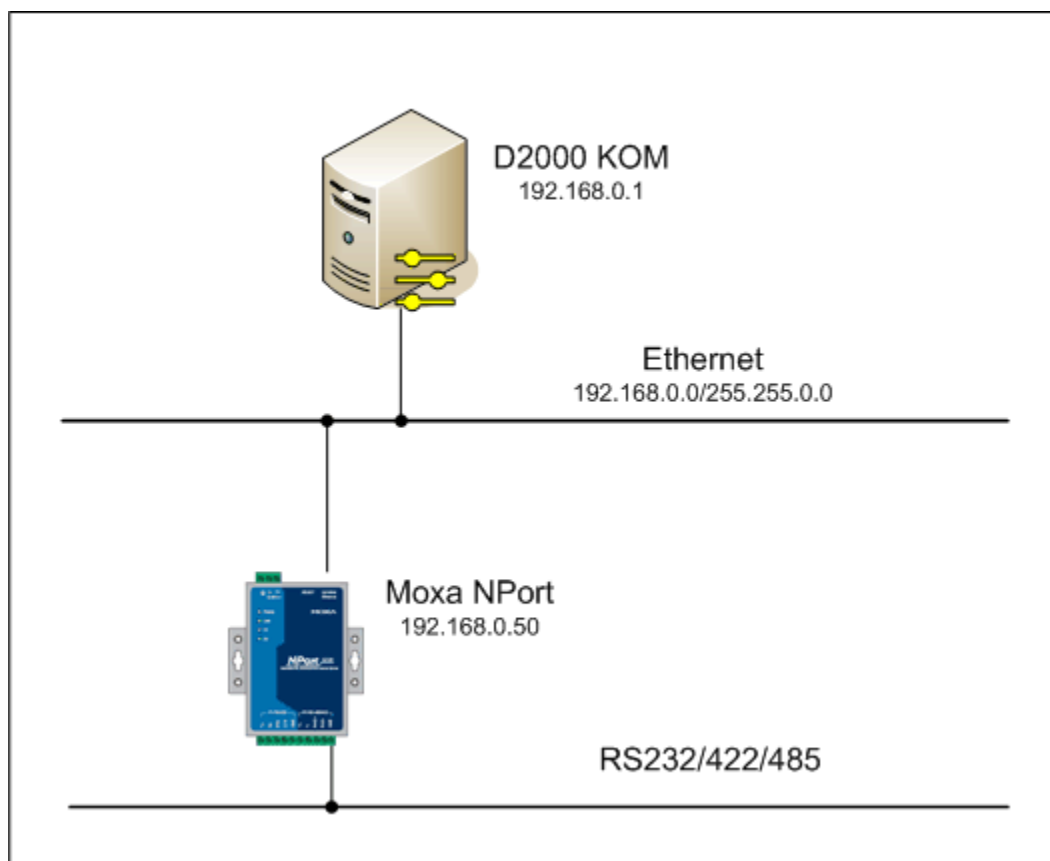 D2000 KOM
192.168.0.1
Ethernet
192.168.0.0/255.255.0.0
Moxa NPort
192.168.0.50
NPort
RS232/422/485